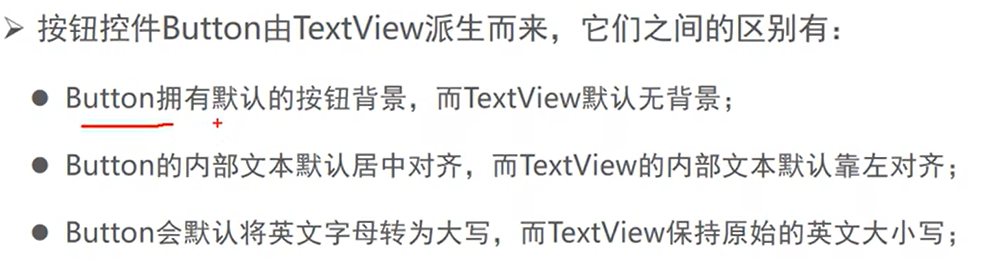 ➢ 按钮控件Button由TextView派生而来，它们之间的区别有：
● Button拥有默认的按钮背景，而TextView默认无背景；
● Button的内部文本默认居中对齐，而TextView的内部文本默认靠左对齐；
● Button会默认将英文字母转为大写，而TextView保持原始的英文大小写；